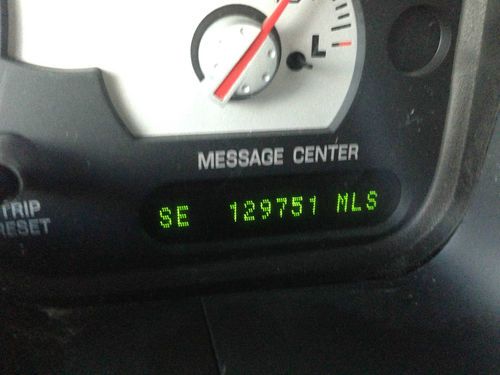 L
MESSAGE CENTER
TRIP
RESET
SE 129751 MLS